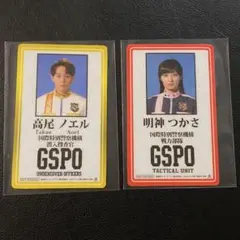 高尾 ノエル
Takao Noel
国際特別警察機構
潜入捜査官
GSPO
UNDERCOVER OFFICERS
明神 つかさ
国際特別警察機構
戦力部隊
GSPO
TACTICAL UNIT